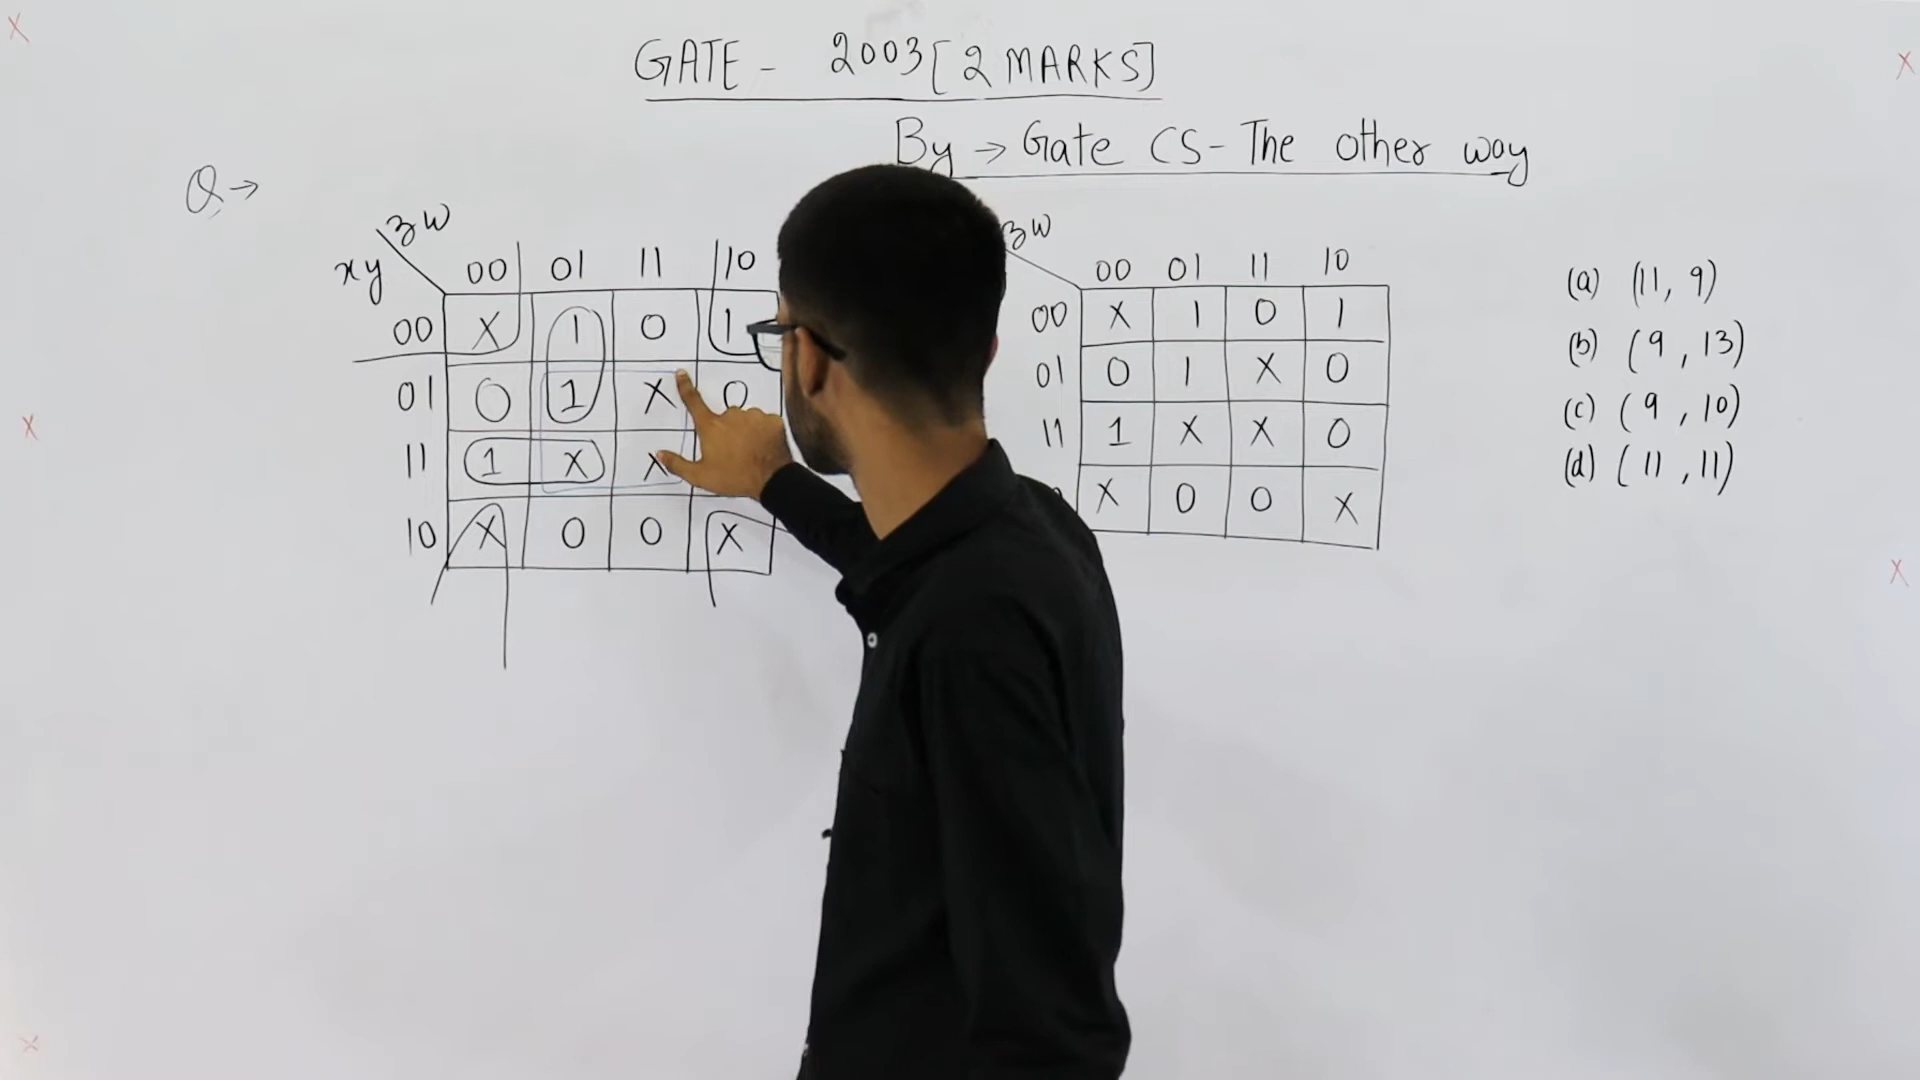 GATE - 2003 [2 MARKS]
By → Gate CS - The other way
Q →
zw
xy 00 01 11 10
00 X 1 0 1
01 0 1 X 0
11 1 X X
10 X 0 0 X
zw
00 01 11 10
00 X 1 0 1
01 0 1 X 0
11 1 X X 0
X 0 0 X
(a) (11, 9)
(b) (9, 13)
(c) (9, 10)
(d) (11, 11)
X
X
X
X
X